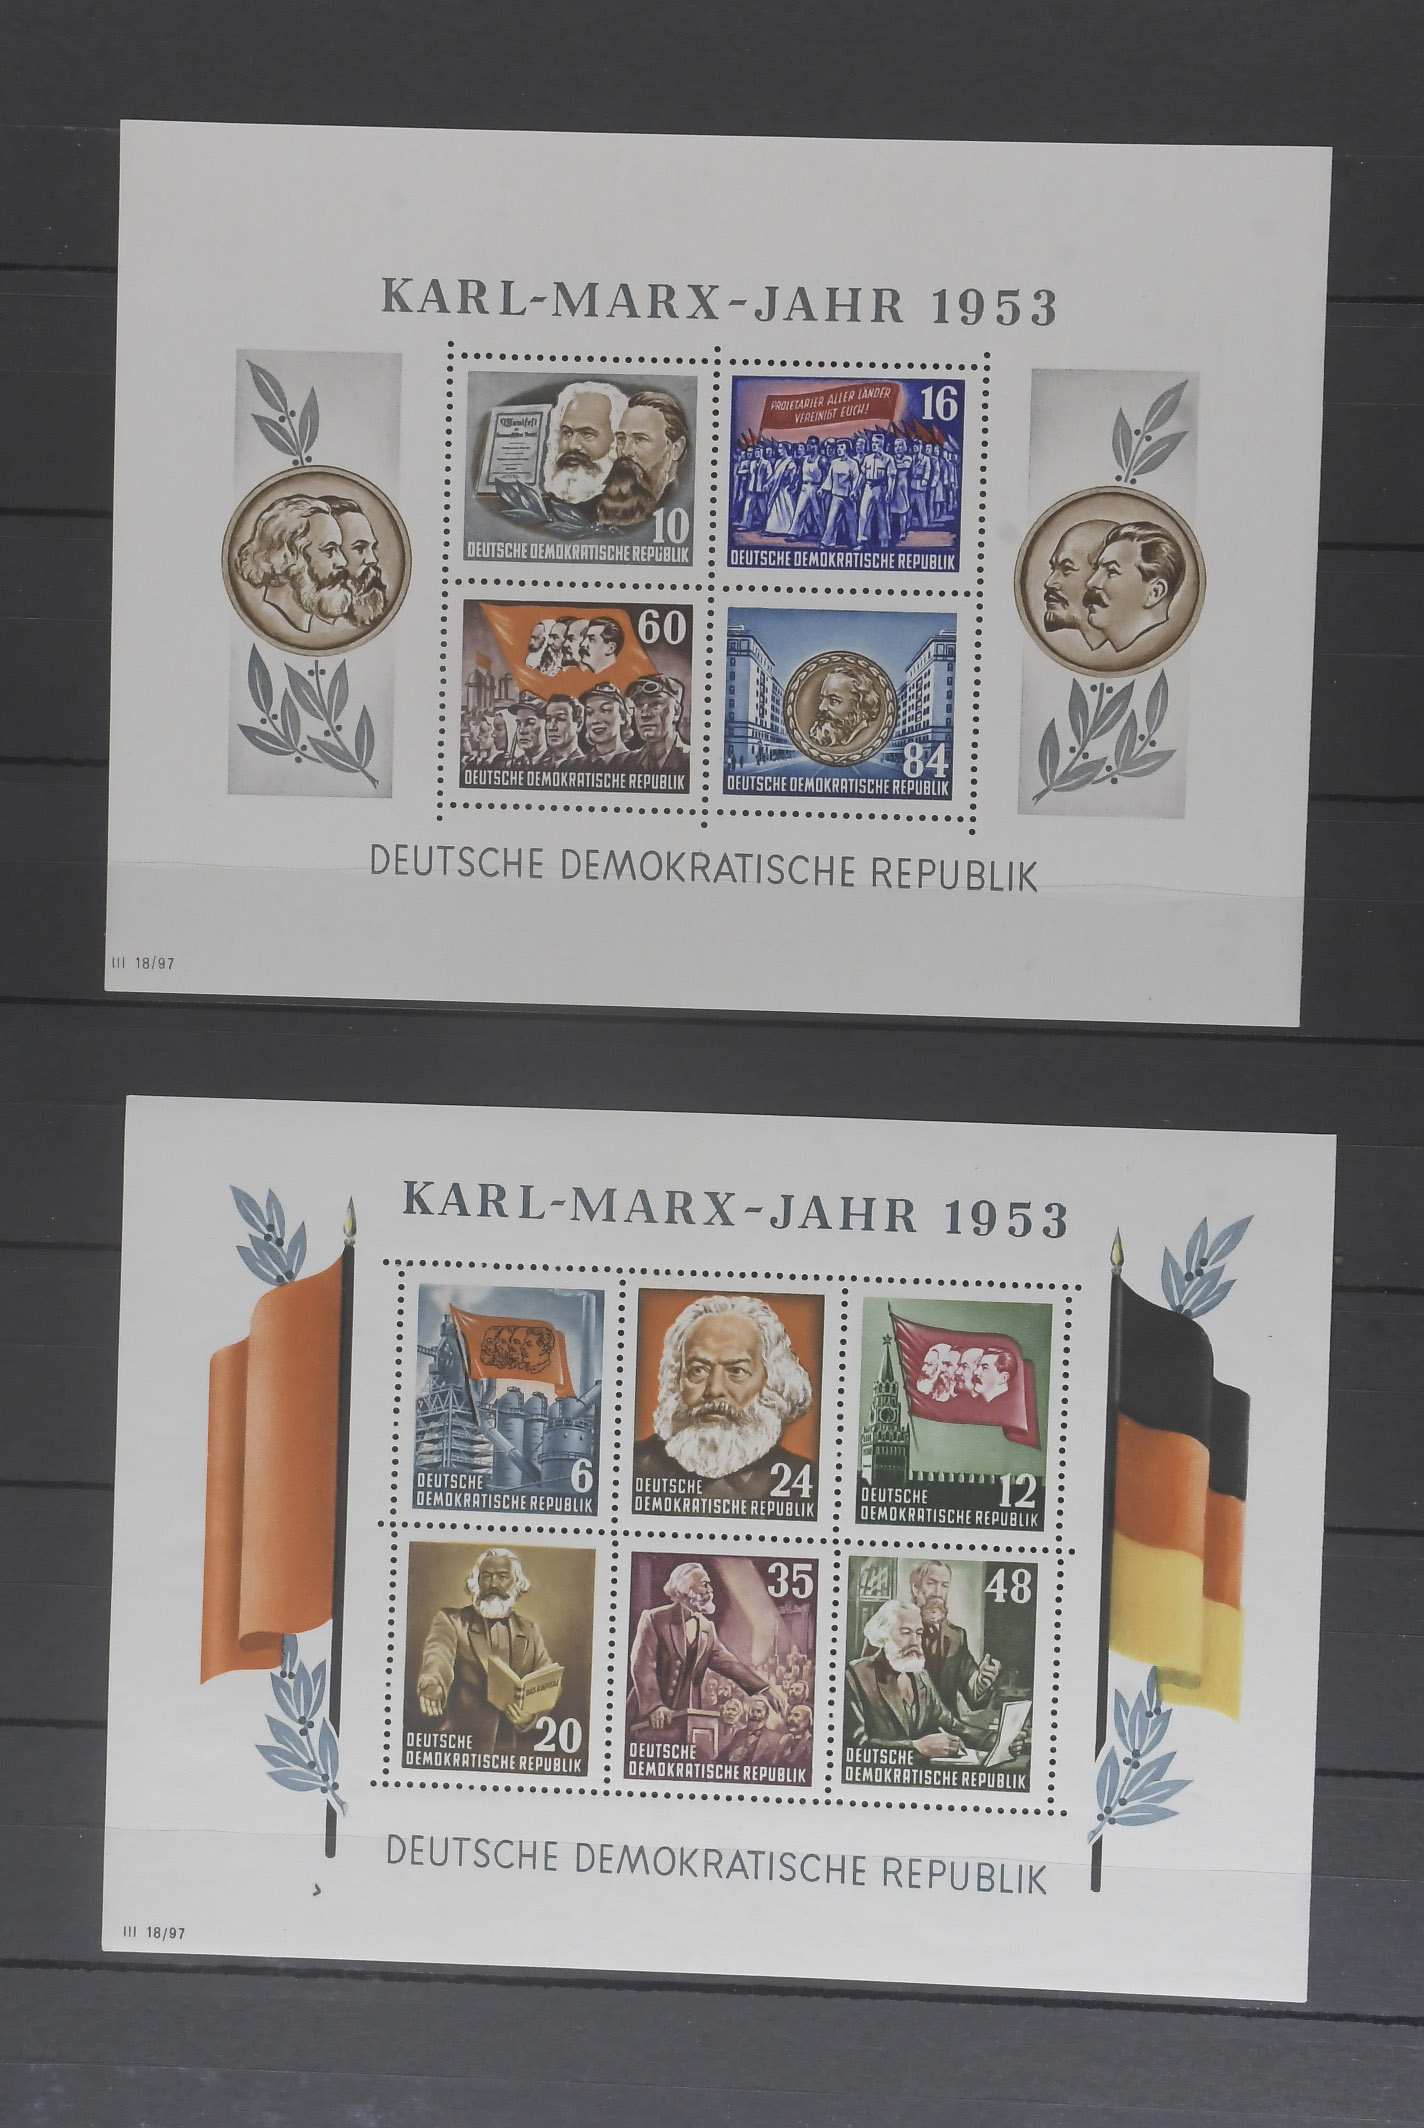 KARL-MARX-JAHR 1953
Manifest
10
DEUTSCHE DEMOKRATISCHE REPUBLIK
PROLETARIER ALLER LÄNDER
VEREINIGT EUCH!
16
DEUTSCHE DEMOKRATISCHE REPUBLIK
60
DEUTSCHE DEMOKRATISCHE REPUBLIK
84
DEUTSCHE DEMOKRATISCHE REPUBLIK
DEUTSCHE DEMOKRATISCHE REPUBLIK
III 18/97
KARL-MARX-JAHR 1953
DEUTSCHE 6
DEMOKRATISCHE REPUBLIK
DEUTSCHE 24
DEMOKRATISCHE REPUBLIK
DEUTSCHE 12
DEMOKRATISCHE REPUBLIK
DAS KAPITAL
DEUTSCHE 20
DEMOKRATISCHE REPUBLIK
35
DEUTSCHE
DEMOKRATISCHE REPUBLIK
48
DEUTSCHE
DEMOKRATISCHE REPUBLIK
DEUTSCHE DEMOKRATISCHE REPUBLIK
III 18/97